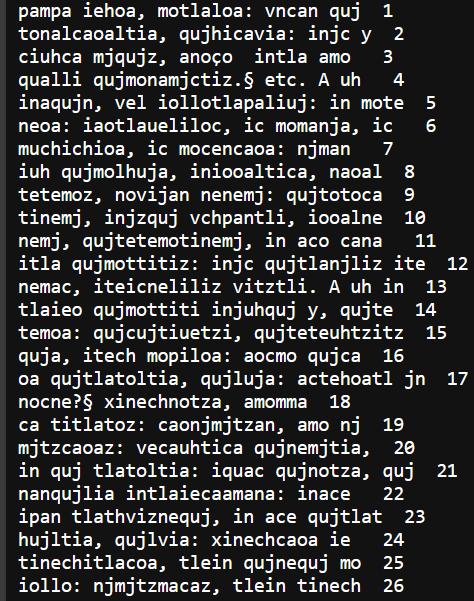 pampa iehoa, motlaloa: vncan quj 1
tonalcaoaltia, qujhicavia: injc y 2
ciuhca mjqujz, anoço intla amo 3
qualli qujmonamjctiz.§ etc. A uh 4
inaqujn, vel iollotlapaliuj: in mote 5
neoa: iaotlaueliloc, ic momanja, ic 6
muchichioa, ic mocencaoa: njman 7
iuh qujmolhuja, iniooaltica, naoal 8
tetemoz, novijan nenemj: qujtotoca 9
tinemj, injzquj vchpantli, iooalne 10
nemj, qujtetemotinemj, in aco cana 11
itla qujmottitiz: injc qujtlanjliz ite 12
nemac, iteicneliliz vitztli. A uh in 13
tlaieo qujmottiti injuhquj y, qujte 14
temoa: qujcujtiuetzi, qujteteuhtzitz 15
quja, itech mopiloa: aocmo qujca 16
oa qujtlatoltia, qujluja: actehoatl jn 17
nocne?§ xinechnotza, amomma 18
ca titlatoz: caonjmjtzan, amo nj 19
mjtzcaoaz: vecauhtica qujnemjtia, 20
in quj tlatoltia: iquac qujnotza, quj 21
nanqujlia intlaiecaamana: inace 22
ipan tlathviznequj, in ace qujtlat 23
hujltia, qujlvia: xinechcaoa ie 24
tinechitlacoa, tlein qujnequj mo 25
iollo: njmjtzmacaz, tlein tinech 26